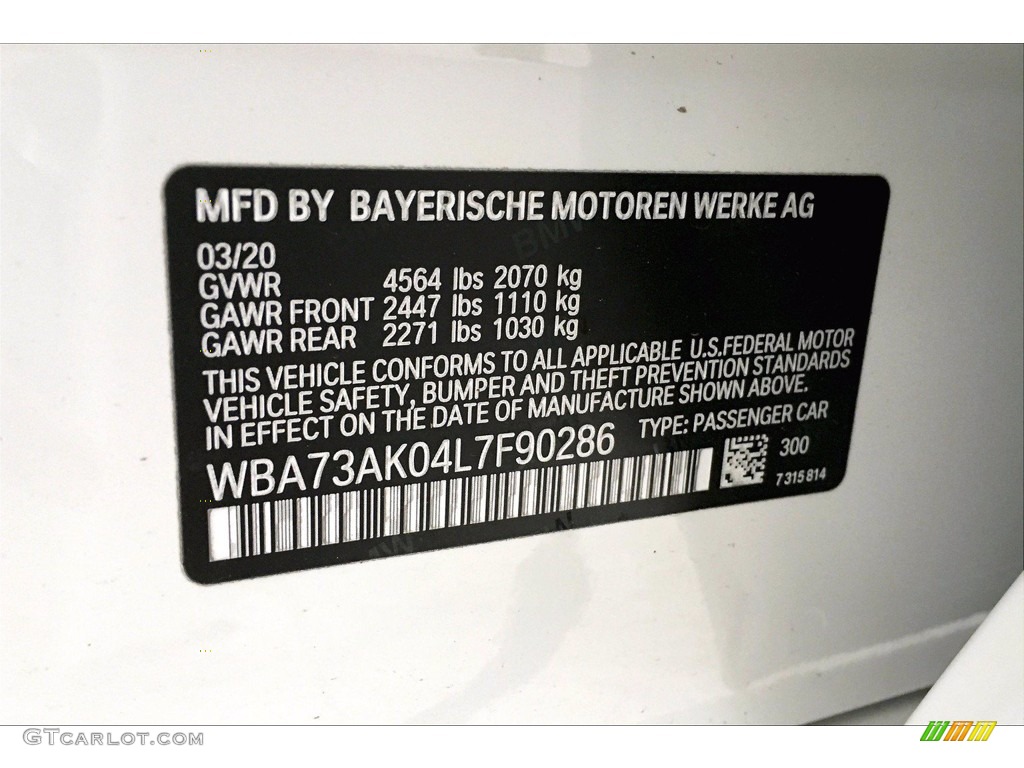 MFD BY BAYERISCHE MOTOREN WERKE AG
03/20
GVWR 4564 lbs 2070 kg
GAWR FRONT 2447 lbs 1110 kg
GAWR REAR 2271 lbs 1030 kg
THIS VEHICLE CONFORMS TO ALL APPLICABLE U.S.FEDERAL MOTOR
VEHICLE SAFETY, BUMPER AND THEFT PREVENTION STANDARDS
IN EFFECT ON THE DATE OF MANUFACTURE SHOWN ABOVE.
WBA73AK04L7F90286 TYPE: PASSENGER CAR
300
7315814
GTcarlot.com